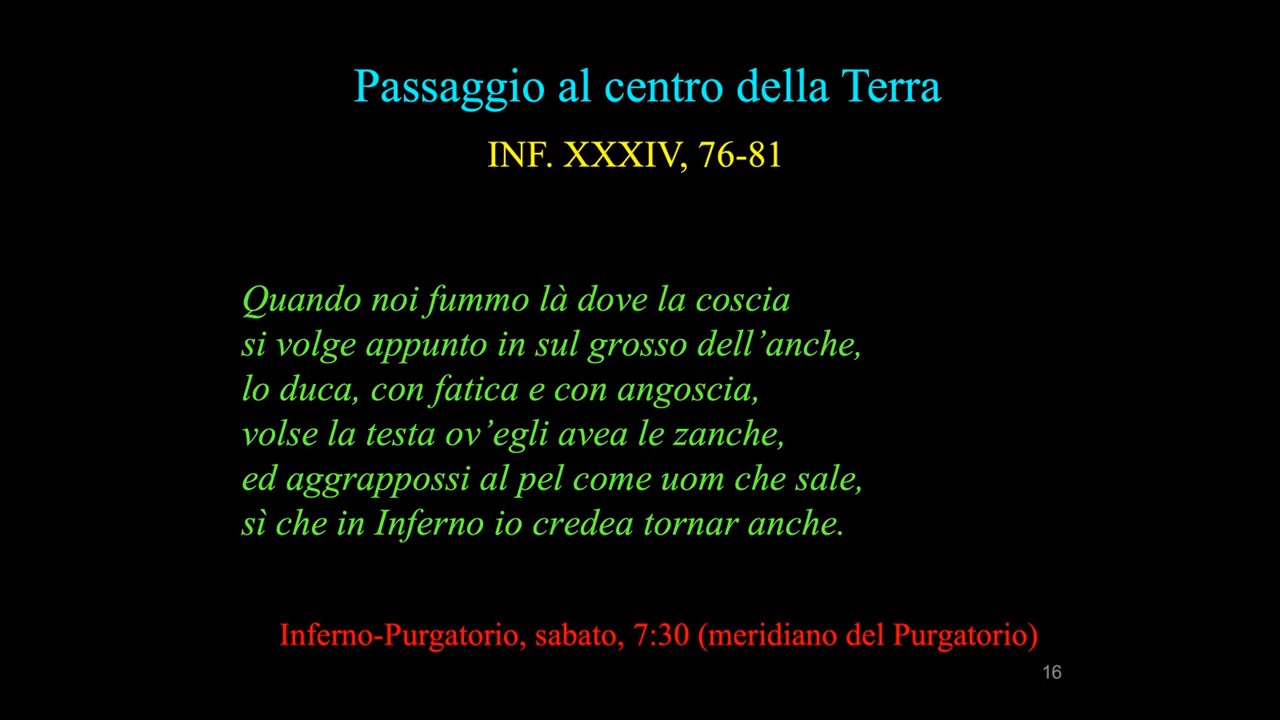 Passaggio al centro della Terra
INF. XXXIV, 76-81
Quando noi fummo là dove la coscia
si volge appunto in sul grosso dell’anche,
lo duca, con fatica e con angoscia,
volse la testa ov’egli avea le zanche,
ed aggrappossi al pel come uom che sale,
sì che in Inferno io credea tornar anche.
Inferno-Purgatorio, sabato, 7:30 (meridiano del Purgatorio)
16